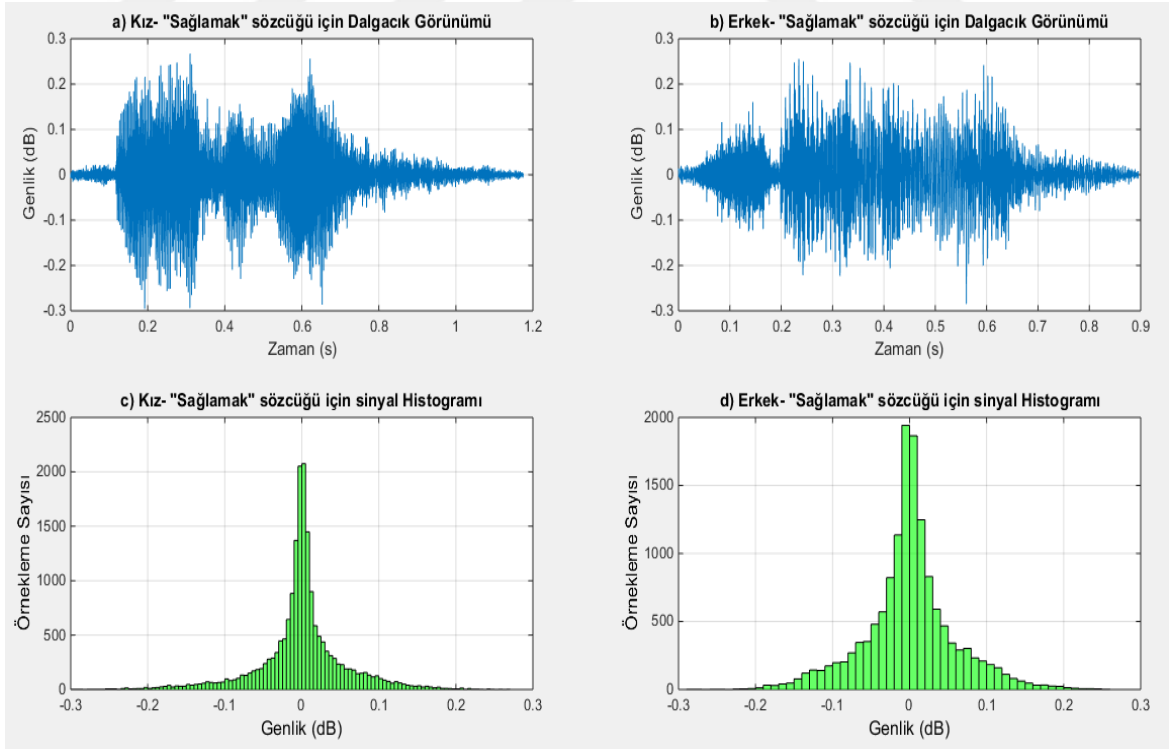 a) Kız- "Sağlamak" sözcüğü için Dalgacık Görünümü
0.3
0.2
0.1
0
-0.1
-0.2
-0.3
Genlik (dB)
0 0.2 0.4 0.6 0.8 1 1.2
Zaman (s)
b) Erkek- "Sağlamak" sözcüğü için Dalgacık Görünümü
0.3
0.2
0.1
0
-0.1
-0.2
-0.3
Genlik (dB)
0 0.1 0.2 0.3 0.4 0.5 0.6 0.7 0.8 0.9
Zaman (s)
c) Kız- "Sağlamak" sözcüğü için sinyal Histogramı
2500
2000
1500
1000
500
0
Örnekleme Sayısı
-0.3 -0.2 -0.1 0 0.1 0.2 0.3
Genlik (dB)
d) Erkek- "Sağlamak" sözcüğü için sinyal Histogramı
2000
1500
1000
500
0
Örnekleme Sayısı
-0.3 -0.2 -0.1 0 0.1 0.2 0.3
Genlik (dB)